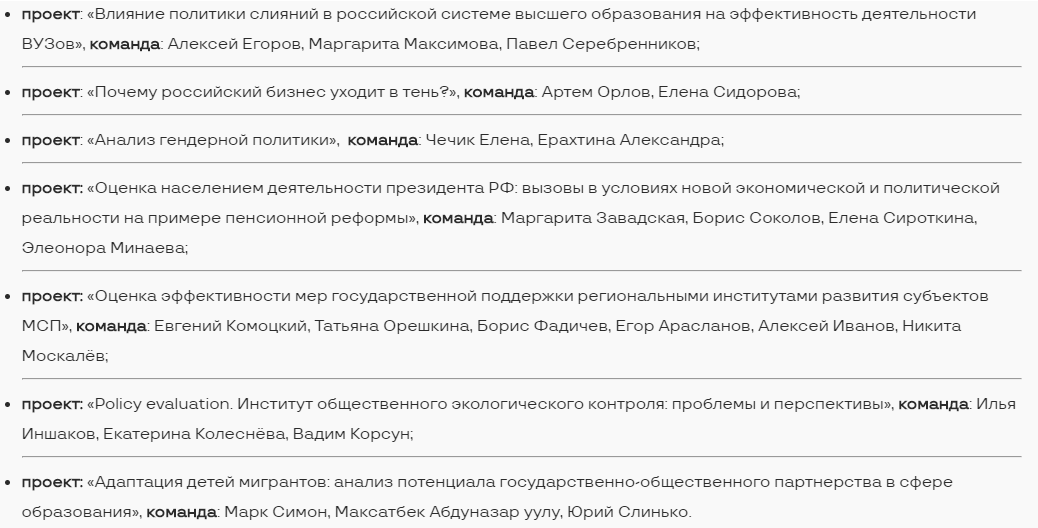 • проект: «Влияние политики слияний в российской системе высшего образования на эффективность деятельности
ВУЗов», команда: Алексей Егоров, Маргарита Максимова, Павел Серебренников;
• проект: «Почему российский бизнес уходит в тень?», команда: Артем Орлов, Елена Сидорова;
• проект: «Анализ гендерной политики», команда: Чечик Елена, Ерахтина Александра;
• проект: «Оценка населением деятельности президента РФ: вызовы в условиях новой экономической и политической
реальности на примере пенсионной реформы», команда: Маргарита Завадская, Борис Соколов, Елена Сироткина,
Элеонора Минаева;
• проект: «Оценка эффективности мер государственной поддержки региональными институтами развития субъектов
МСП», команда: Евгений Комоцкий, Татьяна Орешкина, Борис Фадичев, Егор Арасланов, Алексей Иванов, Никита
Москалёв;
• проект: «Policy evaluation. Институт общественного экологического контроля: проблемы и перспективы», команда: Илья
Иншаков, Екатерина Колеснёва, Вадим Корсун;
• проект: «Адаптация детей мигрантов: анализ потенциала государственно-общественного партнерства в сфере
образования», команда: Марк Симон, Максатбек Абдуназар уулу, Юрий Слинько.